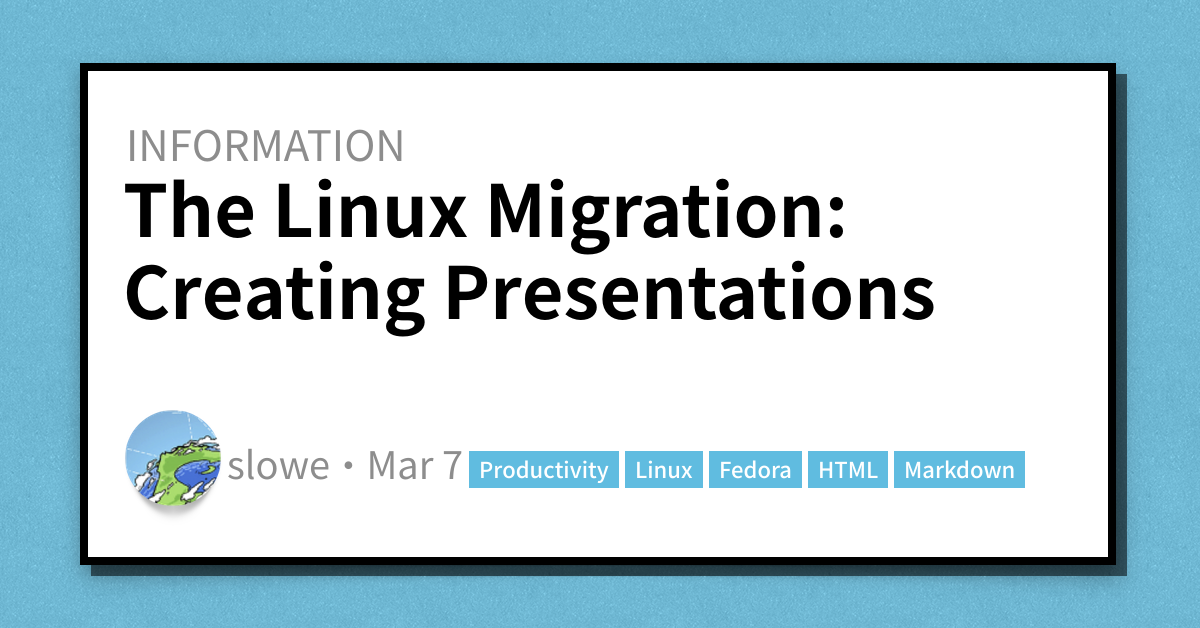 INFORMATION
The Linux Migration:
Creating Presentations
slowe • Mar 7 Productivity Linux Fedora HTML Markdown